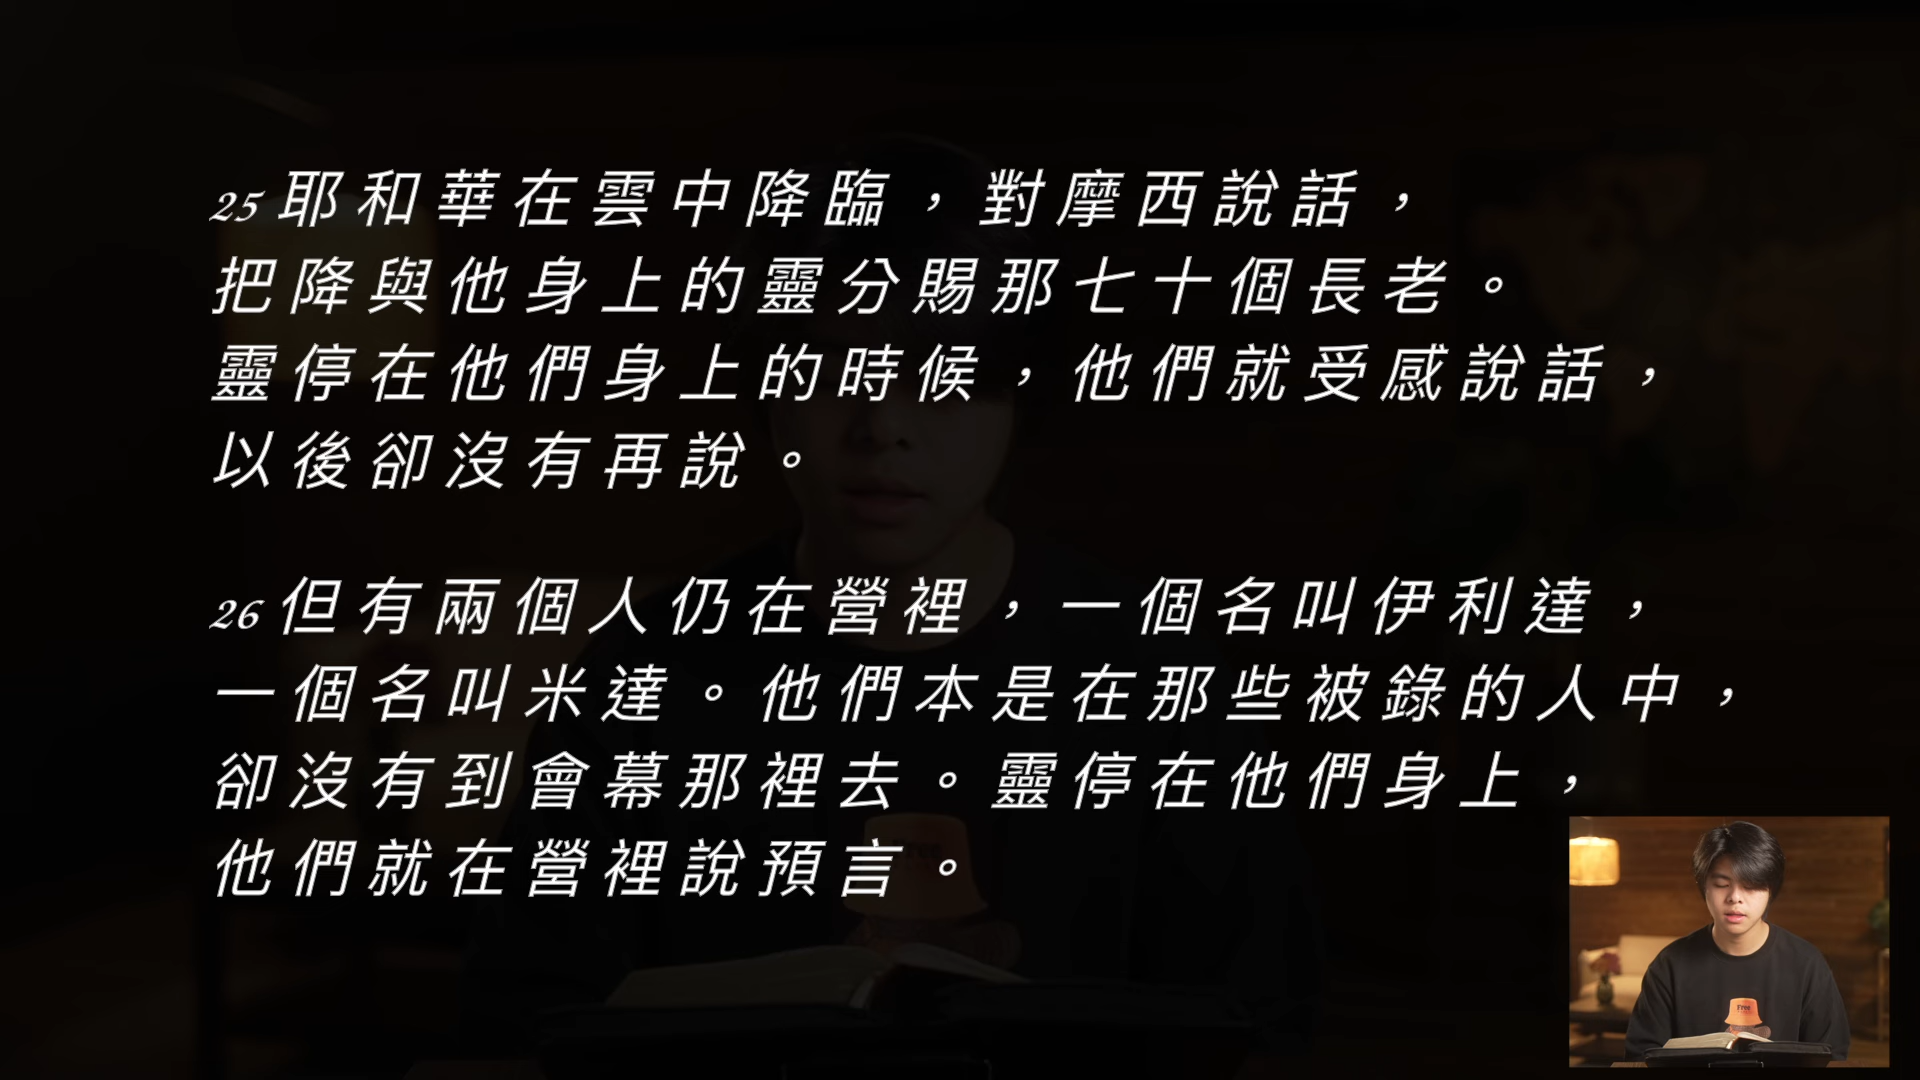 25 耶和華在雲中降臨，對摩西說話，
把降與他身上的靈分賜那七十個長老。
靈停在他們身上的時候，他們就受感說話，
以後卻沒有再說。
26 但有兩個人仍在營裡，一個名叫伊利達，
一個名叫米達。他們本是在那些被錄的人中，
卻沒有到會幕那裡去。靈停在他們身上，
他們就在營裡說預言。
Free